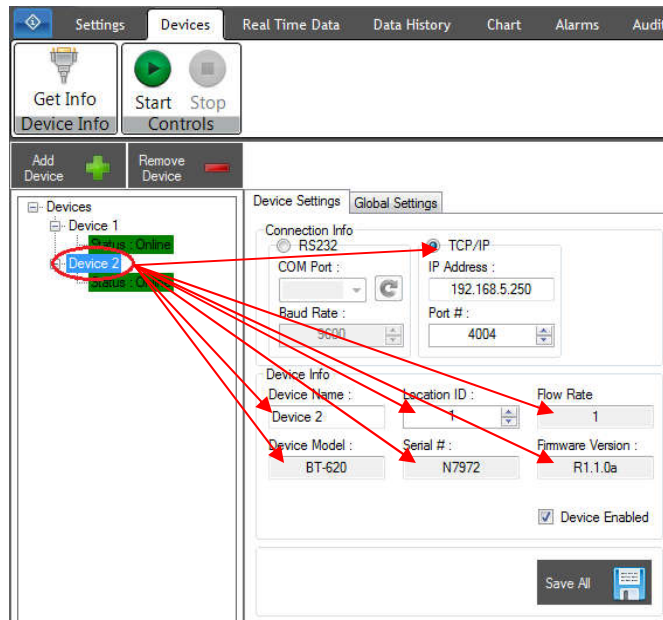 Settings Devices Real Time Data Data History Chart Alarms Audi
Get Info Start Stop
Device Info Controls
Add Device Remove Device
Devices
Device 1
Status : Online
Device 2
Status : Online
Device Settings Global Settings
Connection Info
RS232 TCP/IP
COM Port : IP Address :
192.168.5.250
Baud Rate : Port # :
9600 4004
Device Info
Device Name : Location ID : Flow Rate
Device 2 1 1
Device Model : Serial # : Firmware Version :
BT-620 N7972 R1.1.0a
Device Enabled
Save All